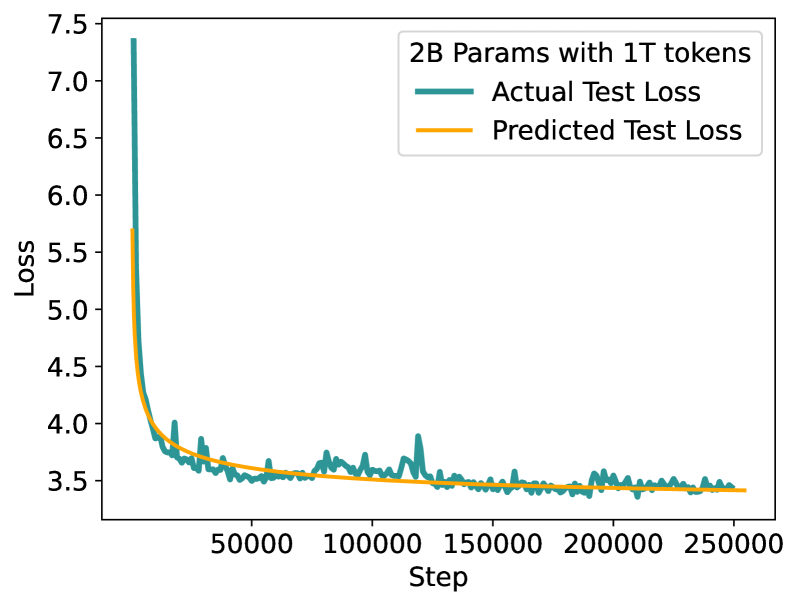 7.5
7.0
6.5
6.0
5.5
5.0
4.5
4.0
3.5
Loss
2B Params with 1T tokens
Actual Test Loss
Predicted Test Loss
50000 100000 150000 200000 250000
Step